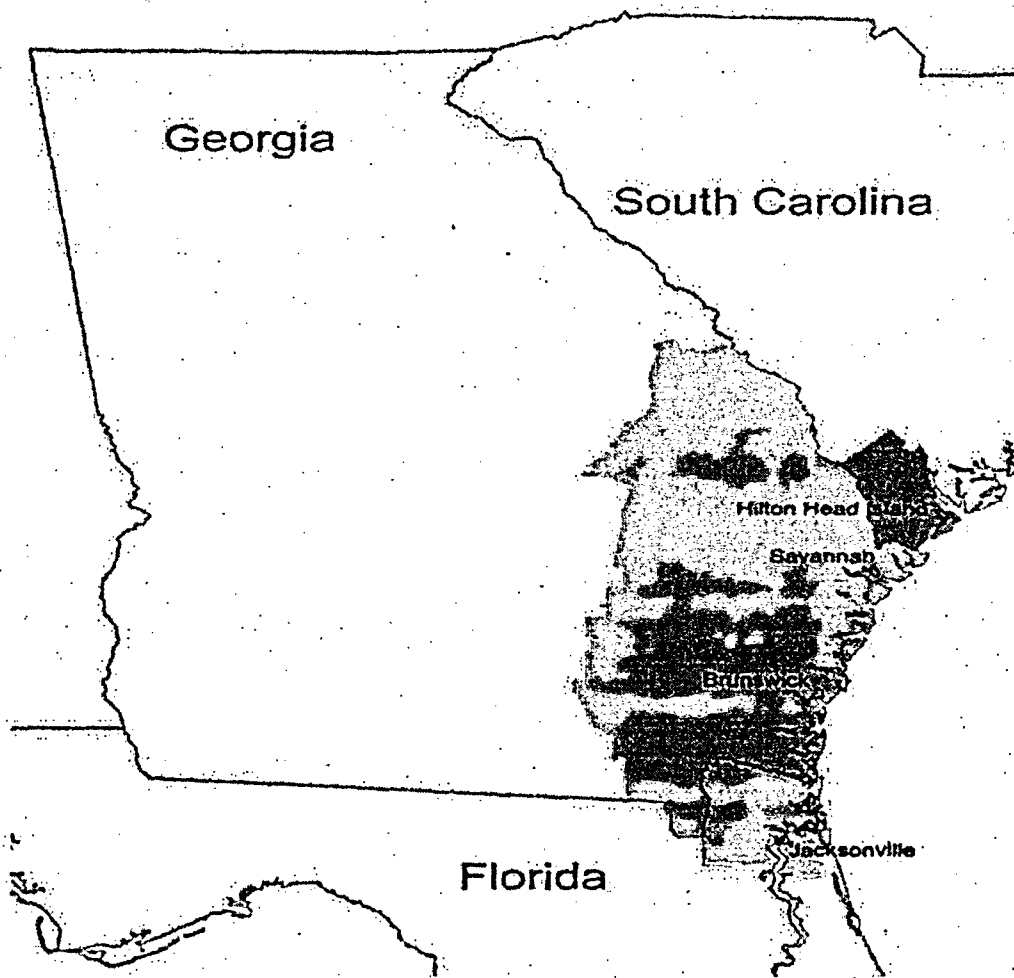 Georgia
South Carolina
Hilton Head Island
Savannah
Brunswick
Jacksonville
Florida